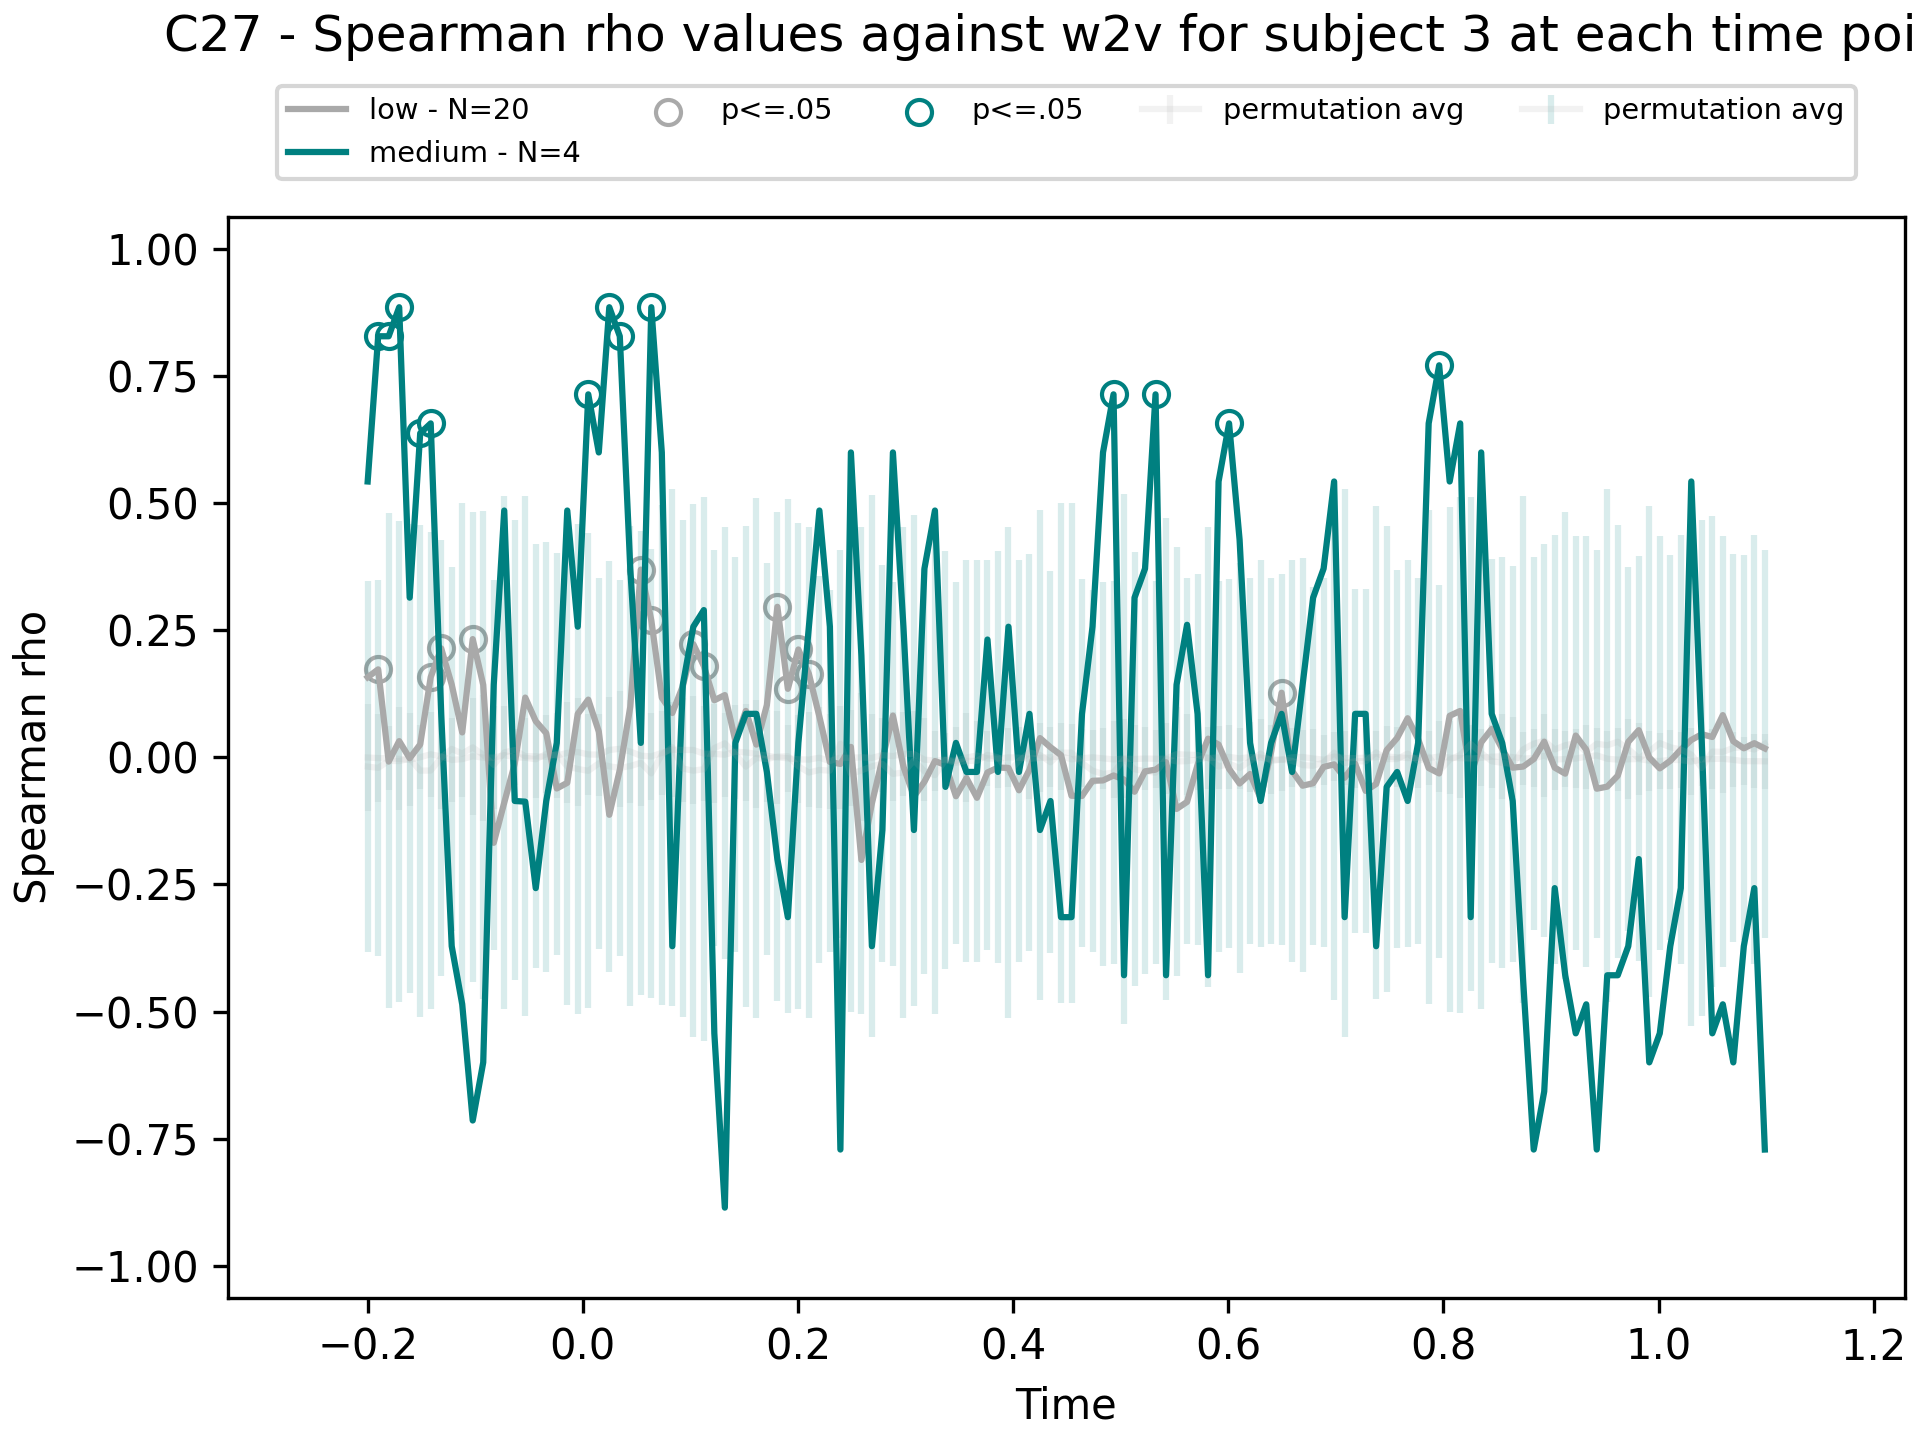 C27 - Spearman rho values against w2v for subject 3 at each time poi
low - N=20
medium - N=4
p<=.05
p<=.05
permutation avg
permutation avg
Spearman rho
1.00
0.75
0.50
0.25
0.00
−0.25
−0.50
−0.75
−1.00
−0.2 0.0 0.2 0.4 0.6 0.8 1.0 1.2
Time